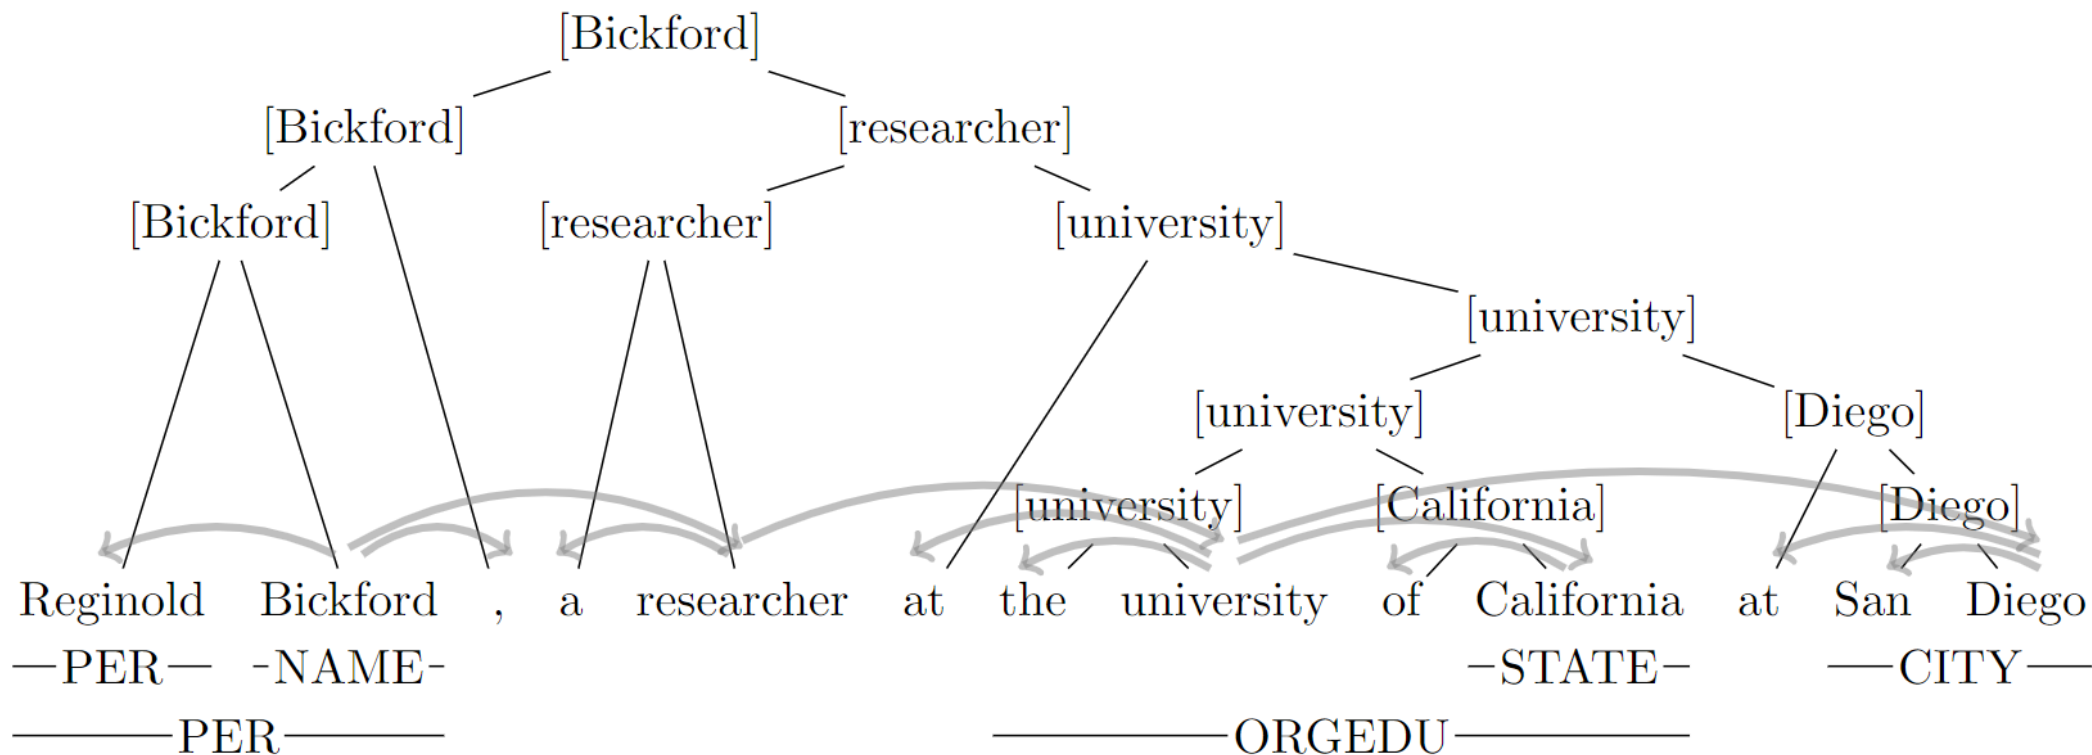 [Bickford]
[Bickford] [researcher]
[Bickford] [researcher] [university]
[university]
[university] [Diego]
[university] [California] [Diego]
Reginold Bickford , a researcher at the university of California at San Diego
PER NAME STATE CITY
PER ORGEDU